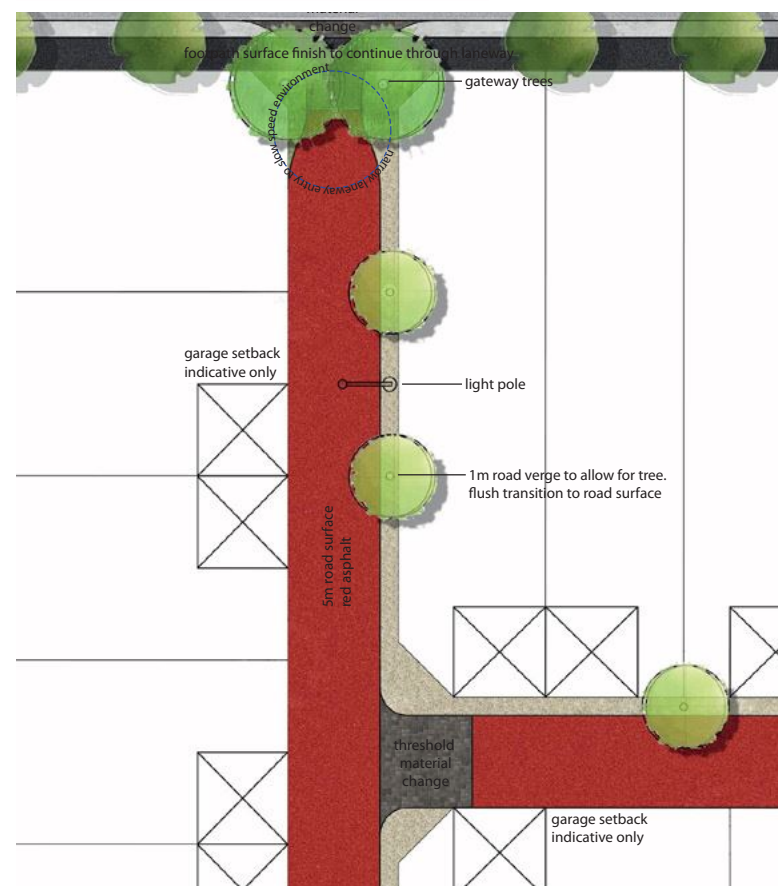 material
change
footpath surface finish to continue through laneway
gateway trees
narrow laneway entry to slow speed environment
garage setback
indicative only
light pole
1m road verge to allow for tree.
flush transition to road surface
5m road surface
red asphalt
threshold
material
change
garage setback
indicative only